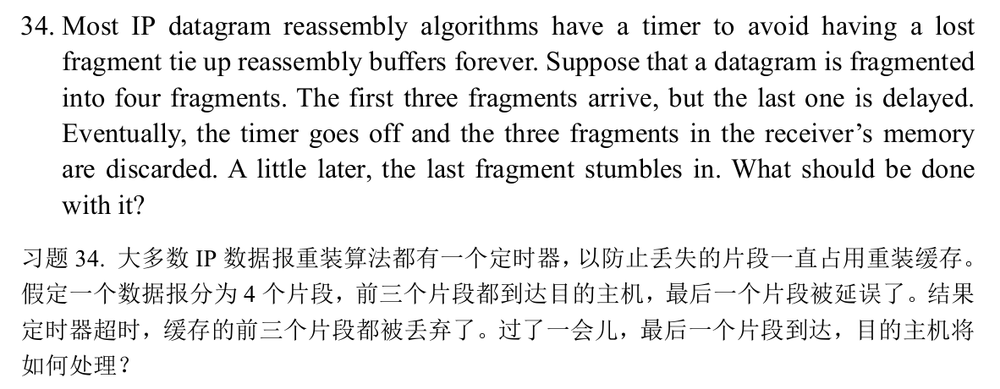 34. Most IP datagram reassembly algorithms have a timer to avoid having a lost
fragment tie up reassembly buffers forever. Suppose that a datagram is fragmented
into four fragments. The first three fragments arrive, but the last one is delayed.
Eventually, the timer goes off and the three fragments in the receiver’s memory
are discarded. A little later, the last fragment stumbles in. What should be done
with it?
习题 34. 大多数 IP 数据报重装算法都有一个定时器，以防止丢失的片段一直占用重装缓存。
假定一个数据报分为 4 个片段，前三个片段都到达目的主机，最后一个片段被延误了。结果
定时器超时，缓存的前三个片段都被丢弃了。过了一会儿，最后一个片段到达，目的主机将
如何处理？